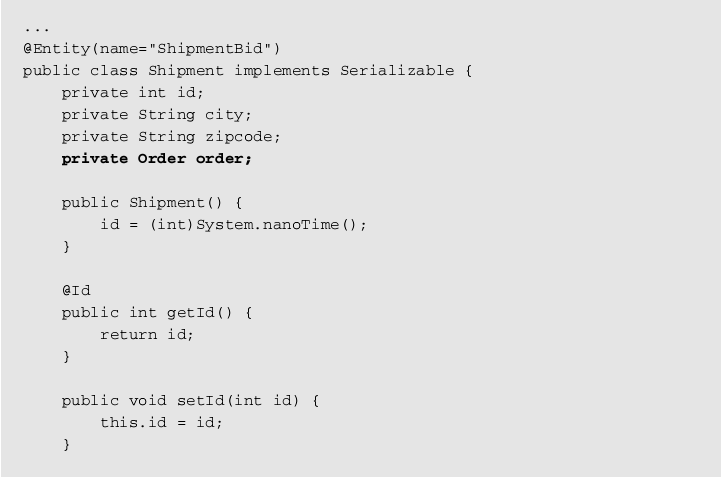 ...
@Entity(name="ShipmentBid")
public class Shipment implements Serializable {
    private int id;
    private String city;
    private String zipcode;
    private Order order;

    public Shipment() {
        id = (int)System.nanoTime();
    }

    @Id
    public int getId() {
        return id;
    }

    public void setId(int id) {
        this.id = id;
    }